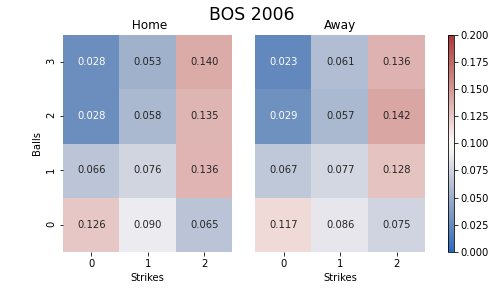 BOS 2006
Home
Away
3 0.028 0.053 0.140 0.023 0.061 0.136
2 0.028 0.058 0.135 0.029 0.057 0.142
1 0.066 0.076 0.136 0.067 0.077 0.128
0 0.126 0.090 0.065 0.117 0.086 0.075
Balls
0 1 2
0 1 2
Strikes
Strikes
0.200
0.175
0.150
0.125
0.100
0.075
0.050
0.025
0.000